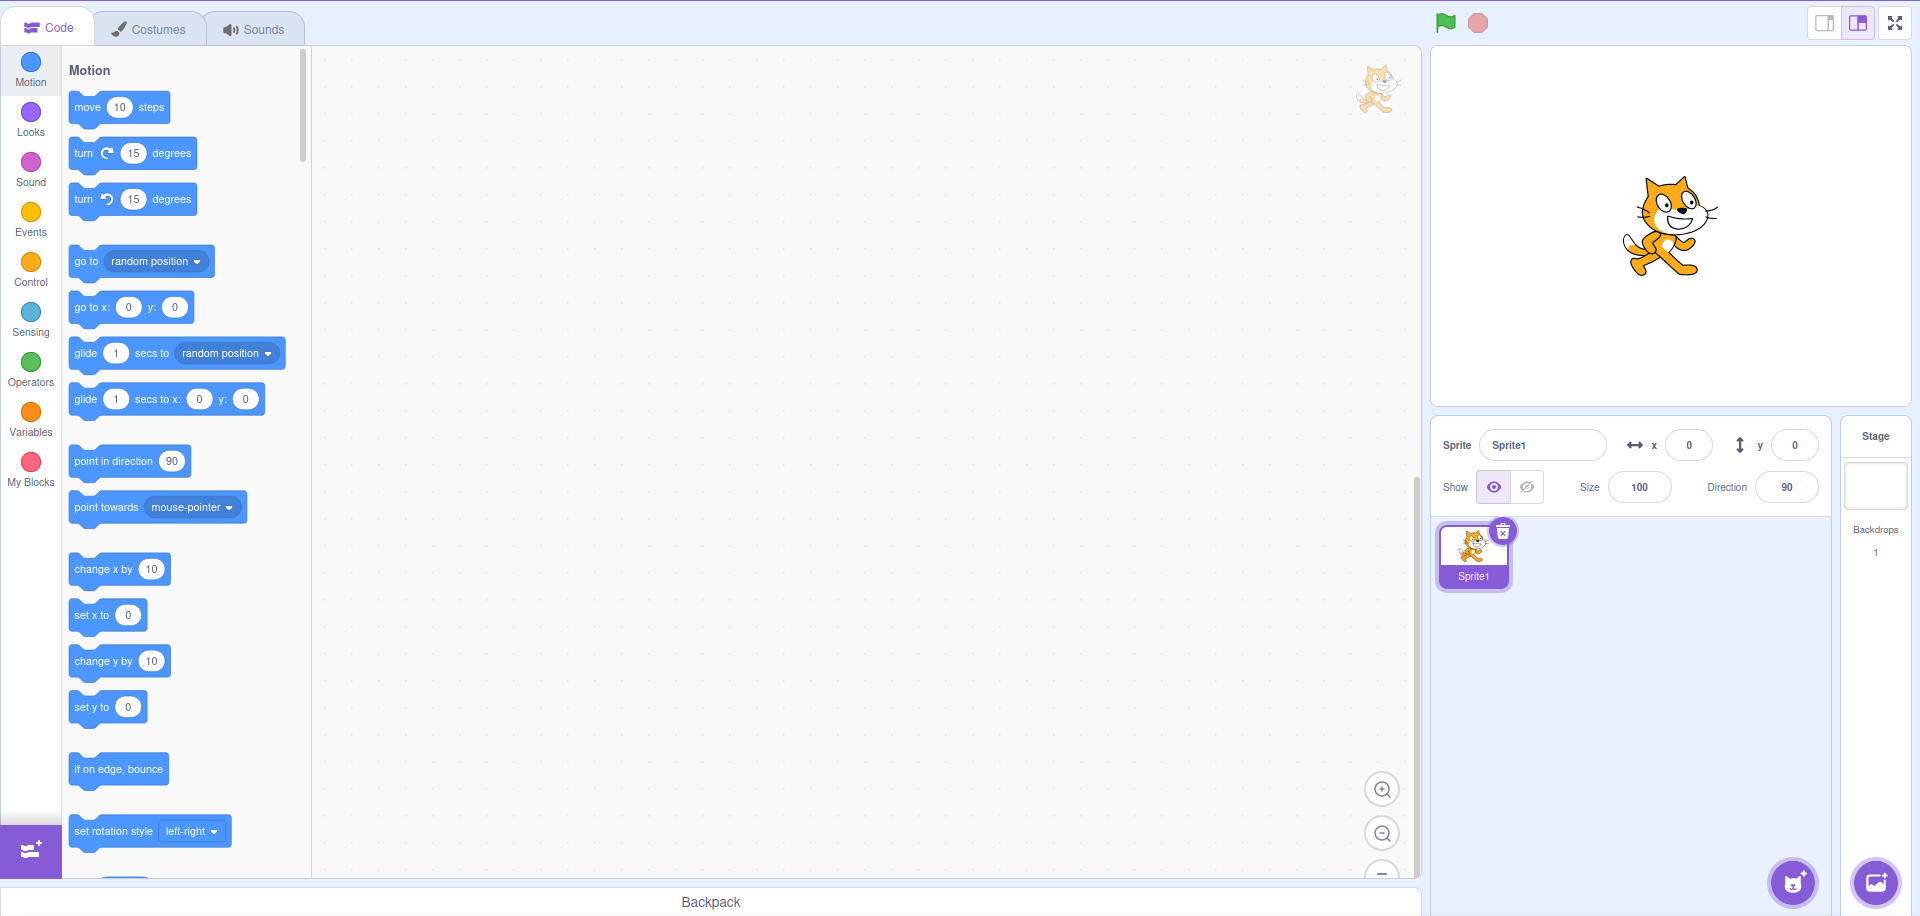 Code
Costumes
Sounds
Motion
Looks
Sound
Events
Control
Sensing
Operators
Variables
My Blocks
Motion
move 10 steps
turn 15 degrees
turn 15 degrees
go to random position
go to x: 0 y: 0
glide 1 secs to random position
glide 1 secs to x: 0 y: 0
point in direction 90
point towards mouse-pointer
change x by 10
set x to 0
change y by 10
set y to 0
if on edge, bounce
set rotation style left-right
Backpack
Sprite Sprite1 x 0 y 0
Show Size 100 Direction 90
Sprite1
Stage
Backdrops
1